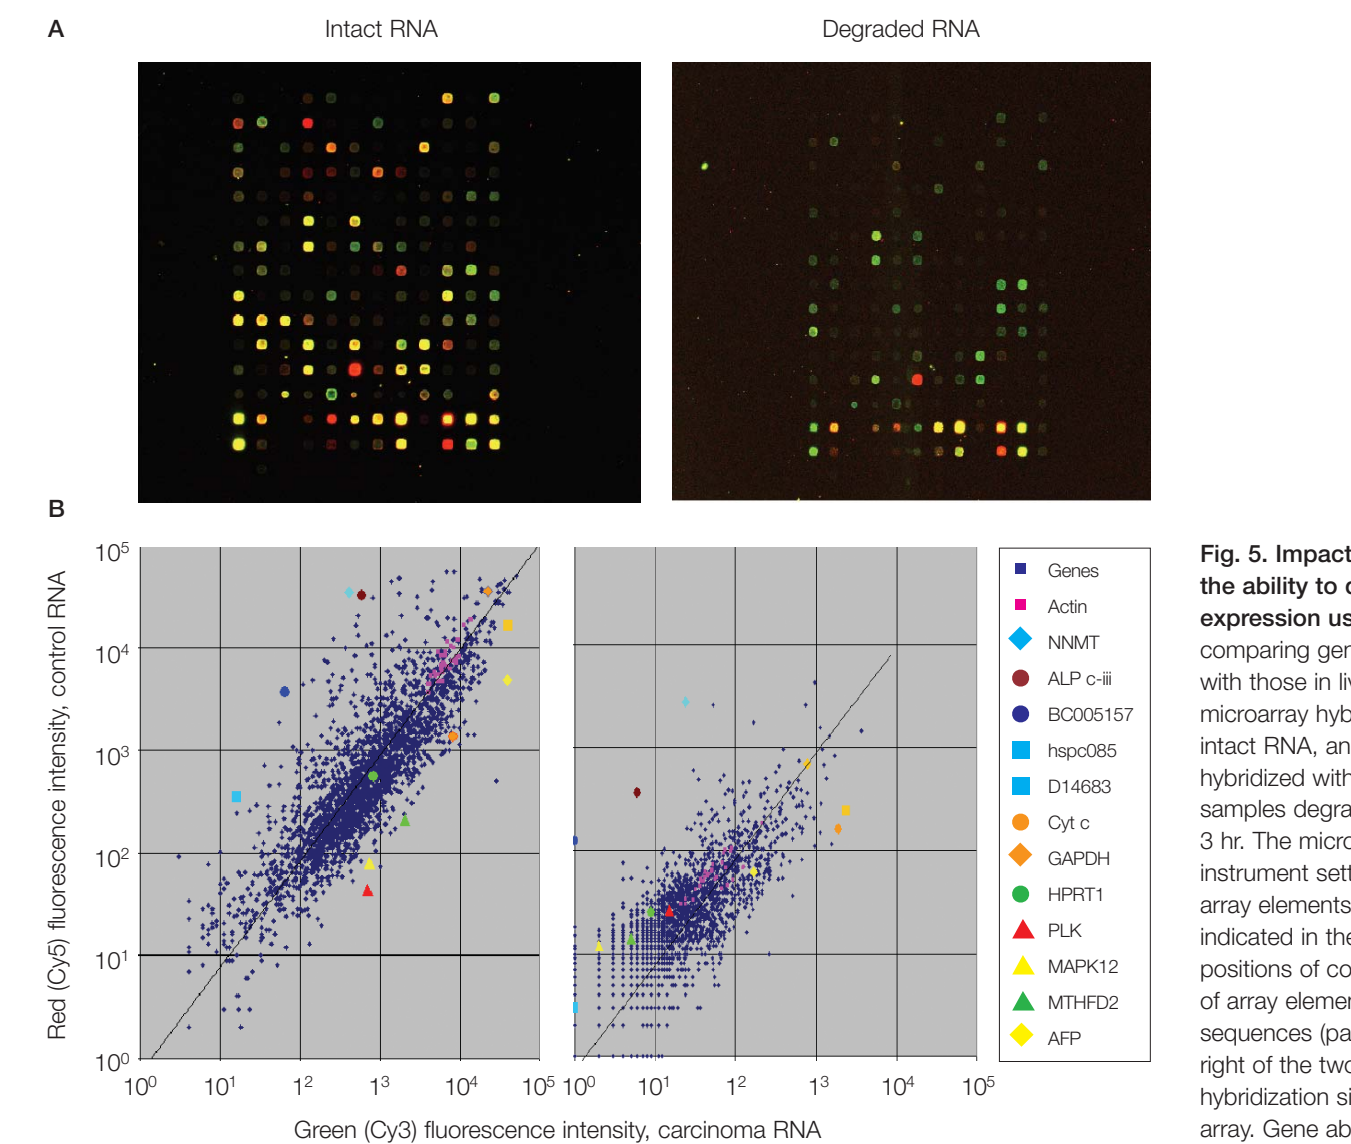 A
Intact RNA
Degraded RNA
B
Red (Cy5) fluorescence intensity, control RNA
10⁵
10⁴
10³
10²
10¹
10⁰
10⁰ 10¹ 1² 1³ 10⁴ 10⁵
10⁰ 10¹ 1² 1³ 10⁴ 10⁵
Green (Cy3) fluorescence intensity, carcinoma RNA
Genes
Actin
NNMT
ALP c-iii
BC005157
hspc085
D14683
Cyt c
GAPDH
HPRT1
PLK
MAPK12
MTHFD2
AFP
Fig. 5. Impact
the ability to
expression us
comparing gen
with those in liv
microarray hyb
intact RNA, an
hybridized with
samples degra
3 hr. The micro
instrument sett
array elements
indicated in the
positions of co
of array elemen
sequences (pa
right of the two
hybridization si
array. Gene ab